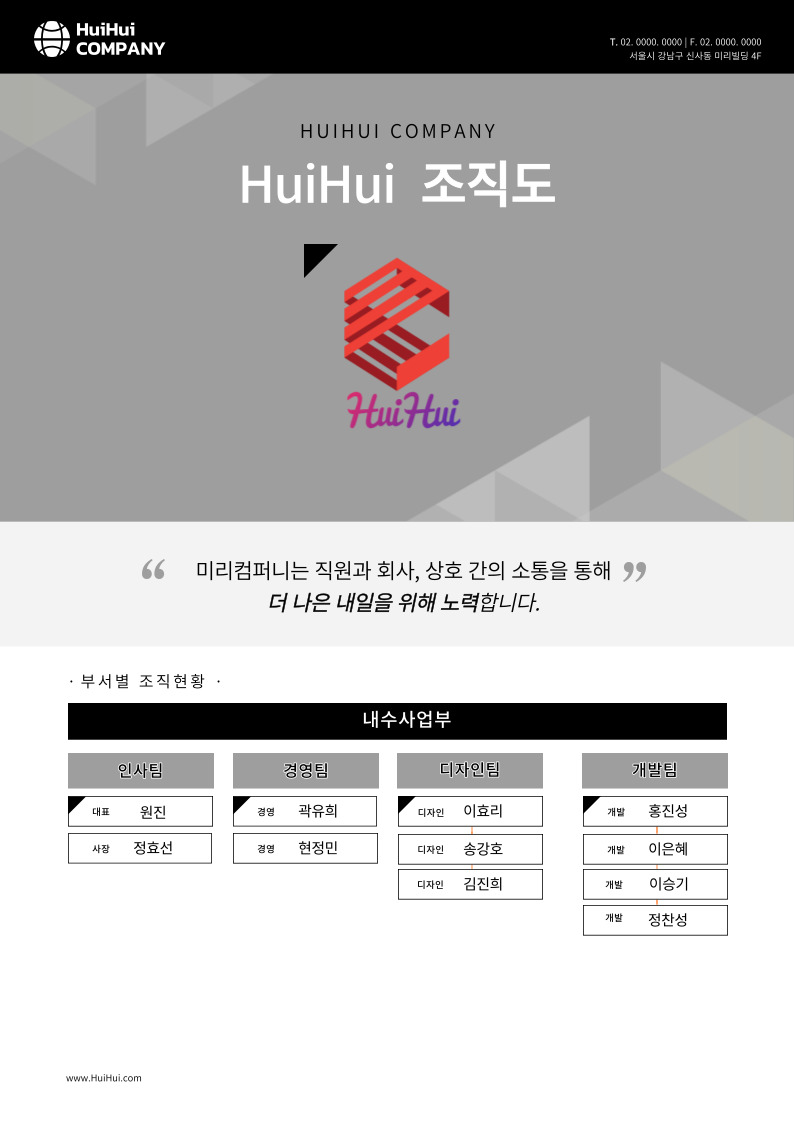 HuiHui
COMPANY
T. 02. 0000. 0000 | F. 02. 0000. 0000
서울시 강남구 신사동 미리빌딩 4F
HUIHUI COMPANY
HuiHui 조직도
HuiHui
“ 미리컴퍼니는 직원과 회사, 상호 간의 소통을 통해 ”
더 나은 내일을 위해 노력합니다.
· 부서별 조직현황 ·
내수사업부
인사팀 경영팀 디자인팀 개발팀
대표 원진 경영 곽유희 디자인 이효리 개발 홍진성
사장 정효선 경영 현정민 디자인 송강호 개발 이은혜
디자인 김진희 개발 이승기
개발 정찬성
www.HuiHui.com